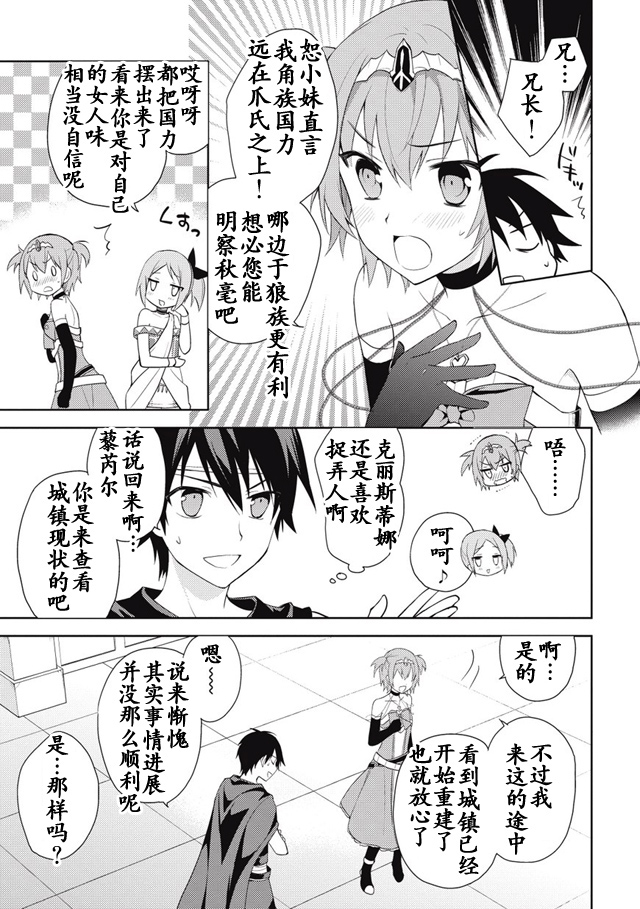 兄…
兄长！
恕小妹直言
我角族国力
远在爪氏之上！
哪边于狼族更有利
想必您能
明察秋毫吧
哎呀呀
都把国力
摆出来了
看来你是对自己
的女人味
相当没自信呢
くすっ
唔……
呵呵♪
克丽斯蒂娜
还是喜欢
捉弄人啊
话说回来啊…
藜芮尔
你是来查看
城镇现状的吧
啊…
是的
不过我
来这的途中
看到城镇已经
开始重建了
也就放心了
嗯～～
说来惭愧
其实事情进展
并没那么顺利呢
是…那样吗？